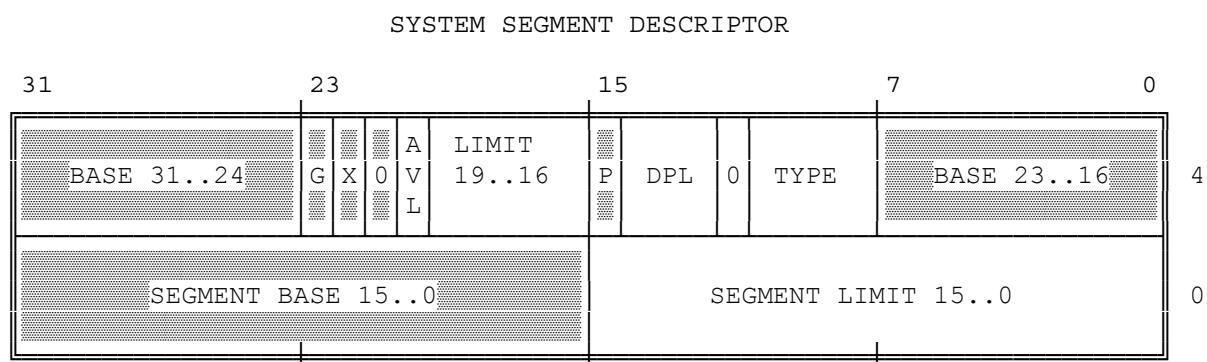 SYSTEM SEGMENT DESCRIPTOR
31 23 15 7 0
A LIMIT
BASE 31..24 G X 0 V 19..16 P DPL 0 TYPE BASE 23..16 4
L
SEGMENT BASE 15..0 SEGMENT LIMIT 15..0 0